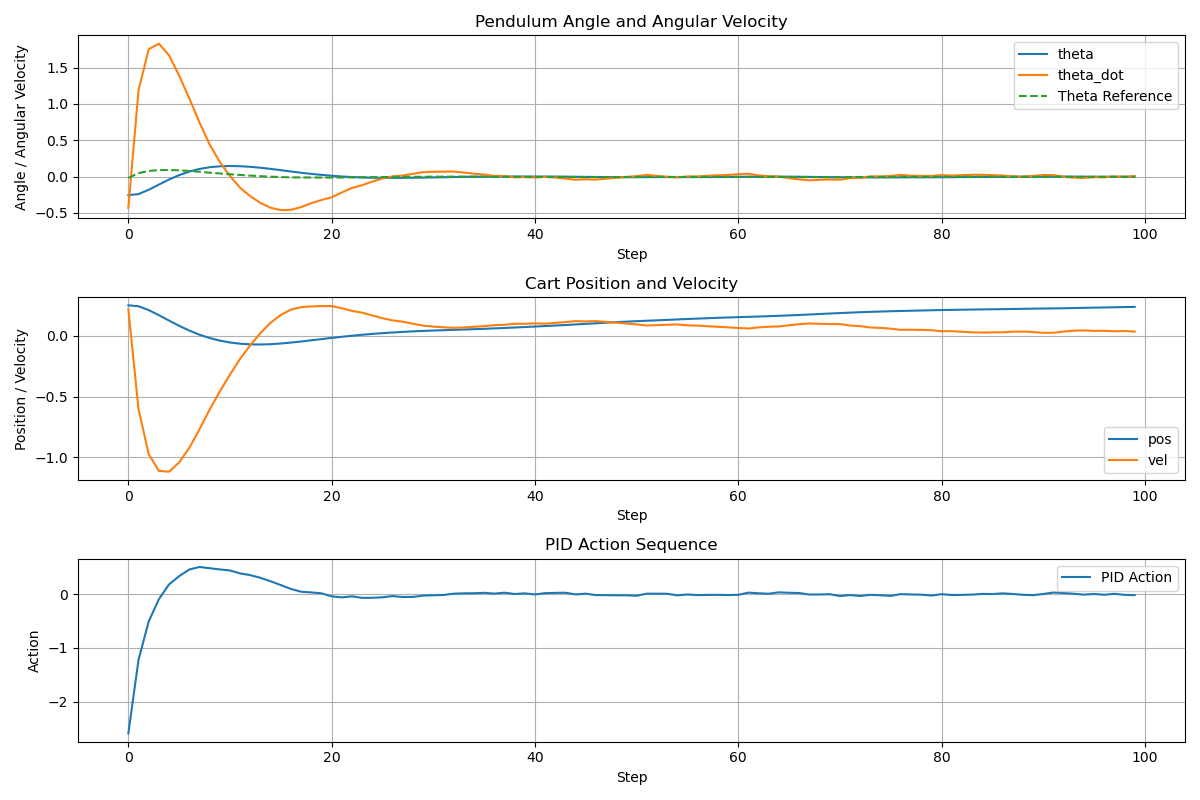 Pendulum Angle and Angular Velocity
Angle / Angular Velocity
1.5
1.0
0.5
0.0
−0.5
theta
theta_dot
Theta Reference
0 20 40 60 80 100
Step
Cart Position and Velocity
Position / Velocity
0.0
−0.5
−1.0
pos
vel
0 20 40 60 80 100
Step
PID Action Sequence
Action
0
−1
−2
PID Action
0 20 40 60 80 100
Step